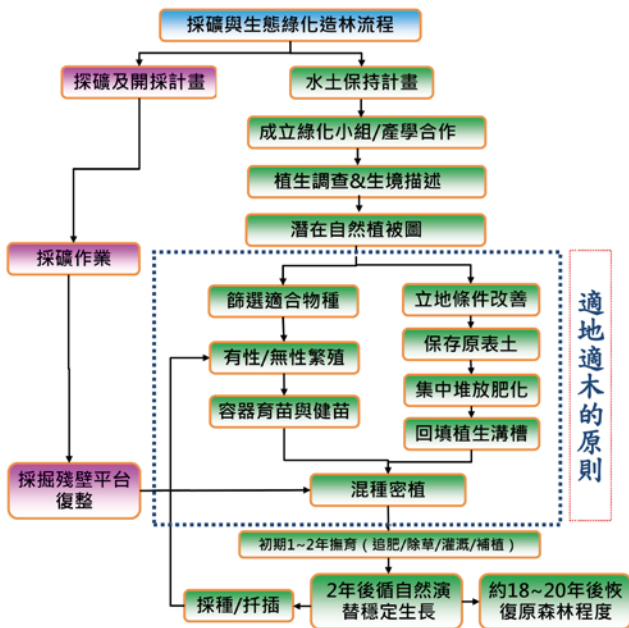 採礦與生態綠化造林流程
探礦及開採計畫
水土保持計畫
成立綠化小組/產學合作
植生調查&生境描述
潛在自然植被圖
採礦作業
篩選適合物種
立地條件改善
有性/無性繁殖
保存原表土
集中堆放肥化
容器育苗與健苗
回填植生溝槽
適地適木的原則
採掘殘壁平台
復整
混種密植
初期1~2年撫育（追肥/除草/灌溉/補植）
採種/扦插
2年後循自然演
替穩定生長
約18~20年後恢
復原森林程度